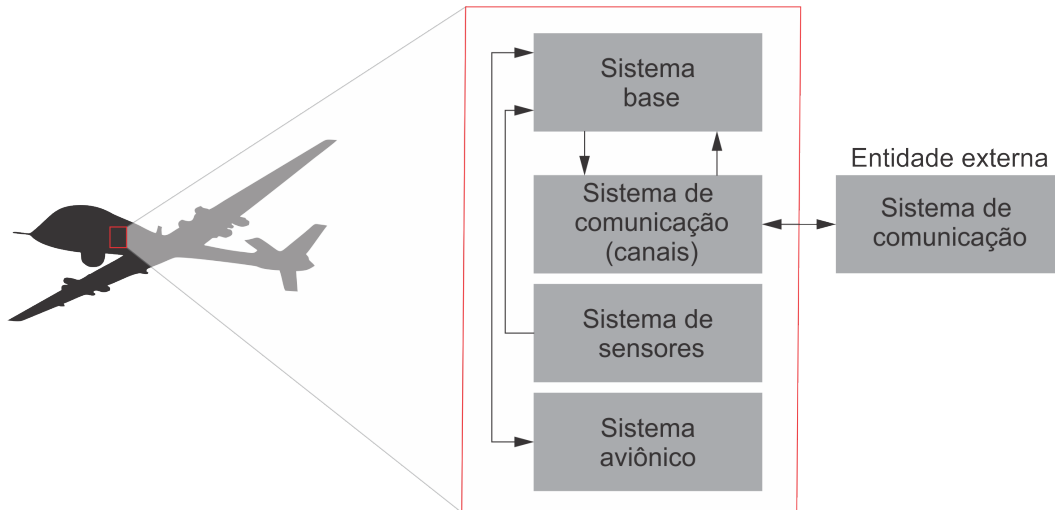 Sistema
base
Entidade externa
Sistema de
comunicação
(canais)
Sistema de
comunicação
Sistema de
sensores
Sistema
aviônico